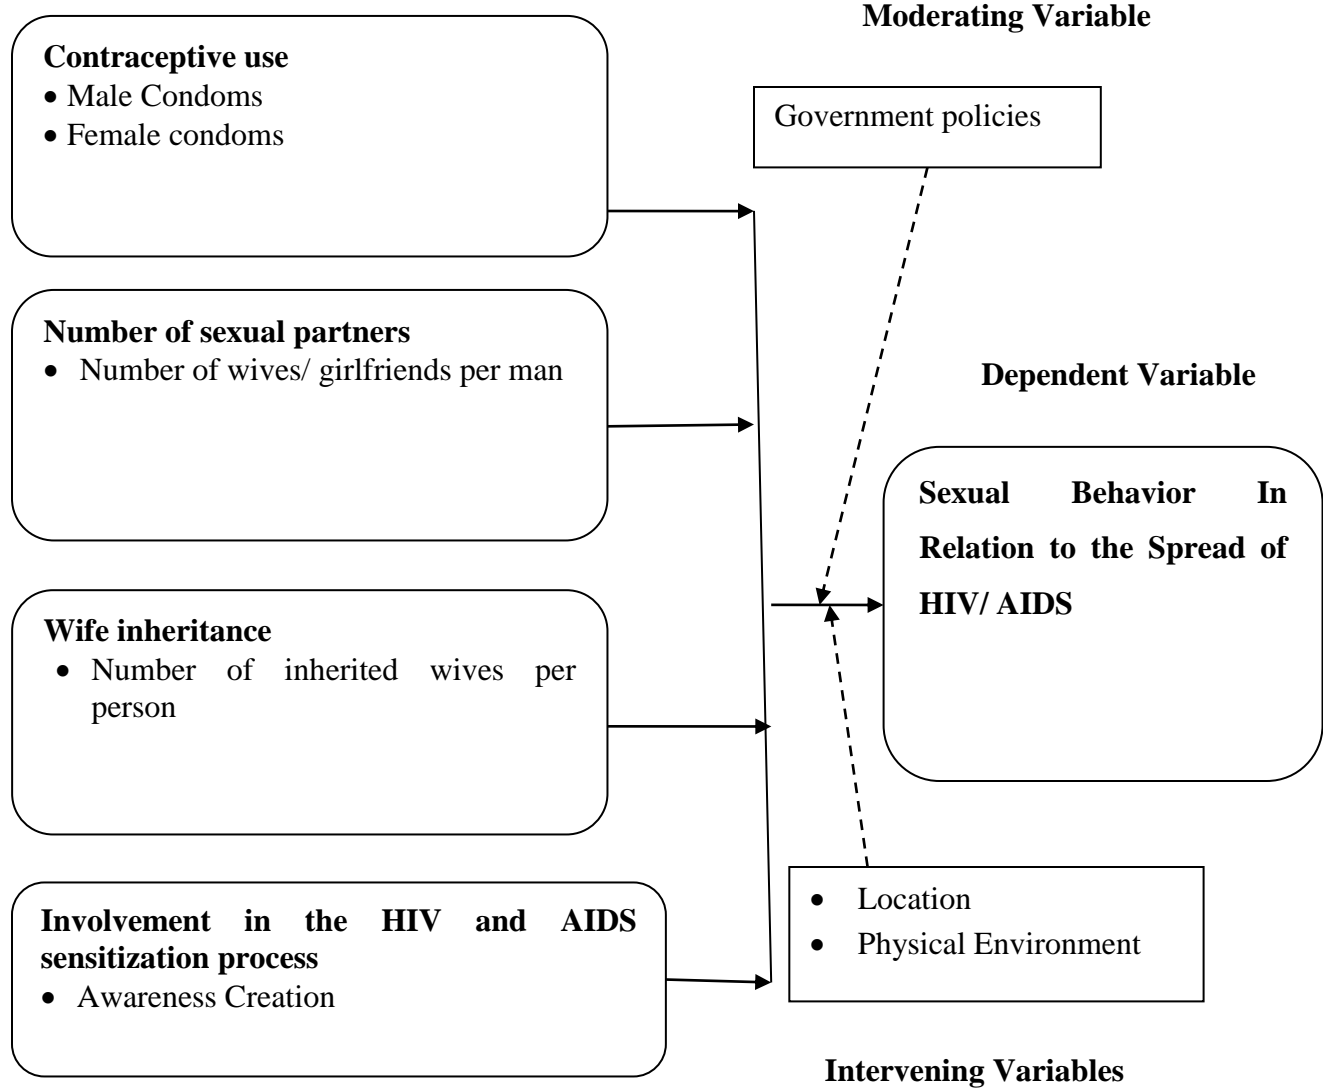 Contraceptive use
• Male Condoms
• Female condoms
Number of sexual partners
• Number of wives/ girlfriends per man
Wife inheritance
• Number of inherited wives per
person
Involvement in the HIV and AIDS
sensitization process
• Awareness Creation
Moderating Variable
Government policies
Dependent Variable
Sexual Behavior In
Relation to the Spread of
HIV/ AIDS
• Location
• Physical Environment
Intervening Variables